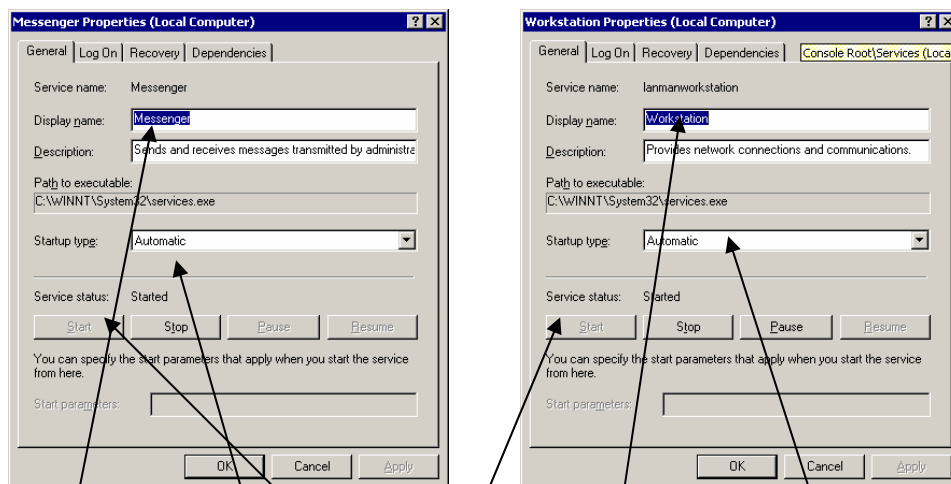 Messenger Properties (Local Computer)
General Log On Recovery Dependencies
Service name: Messenger
Display name: Messenger
Description: Sends and receives messages transmitted by administra
Path to executable:
C:\WINNT\System32\services.exe
Startup type: Automatic
Service status: Started
Start Stop Pause Resume
You can specify the start parameters that apply when you start the service
from here.
Start parameters:
OK Cancel Apply
Workstation Properties (Local Computer)
General Log On Recovery Dependencies Console Root\Services (Loca
Service name: lanmanworkstation
Display name: Workstation
Description: Provides network connections and communications.
Path to executable:
C:\WINNT\System32\services.exe
Startup type: Automatic
Service status: Started
Start Stop Pause Resume
You can specify the start parameters that apply when you start the service
from here.
Start parameters:
OK Cancel Apply